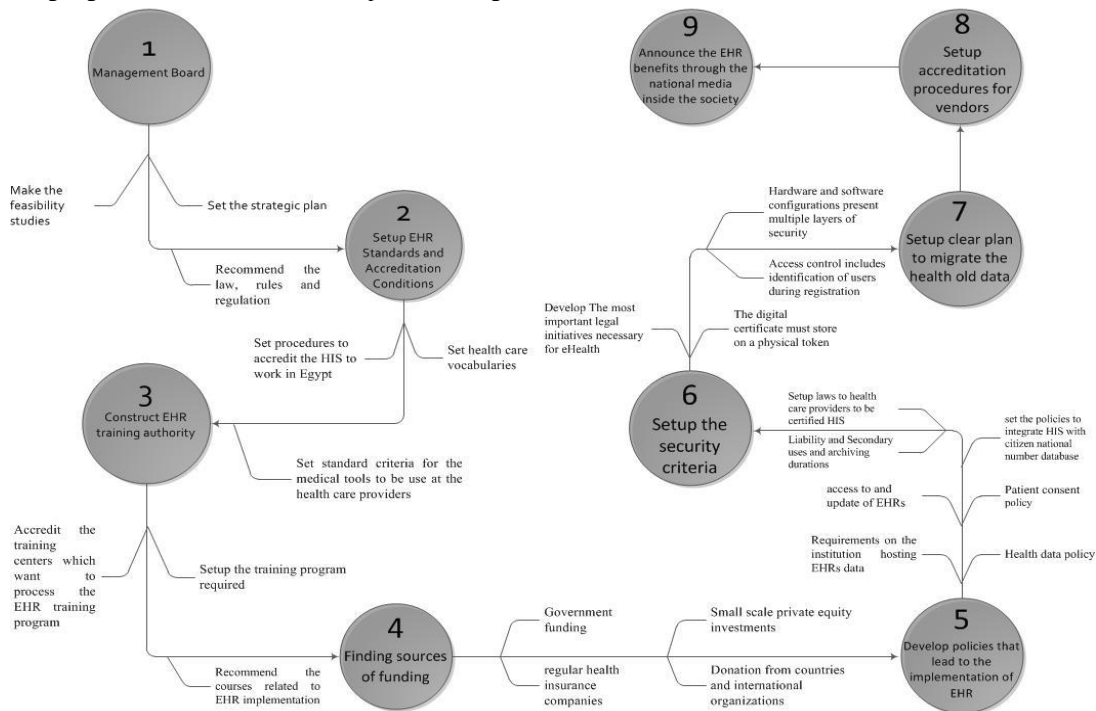 1
Management Board
Make the
feasibility
studies
Set the strategic plan
Recommend the
law, rules and
regulation
2
Setup EHR
Standards and
Accreditation
Conditions
Set procedures to
accredit the HIS to
work in Egypt
Set health care
vocabularies
3
Construct EHR
training authority
Set standard criteria for the
medical tools to be use at the
health care providers
Accredit the
training
centers which
want to
process the
EHR training
program
Setup the training program
required
Recommend the
courses related to
EHR implementation
4
Finding sources
of funding
Government
funding
regular health
insurance
companies
Small scale private equity
investments
Donation from countries
and international
organizations
5
Develop policies that
lead to the
implementation of
EHR
Requirements on the
institution hosting
EHRs data
Health data policy
access to and
update of EHRs
Patient consent
policy
set the policies to
integrate HIS with
citizen national
number database
Setup laws to health
care providers to be
certified HIS
Liability and Secondary
uses and archiving
durations
6
Setup the
security
criteria
Develop The most
important legal
initiatives necessary
for eHealth
The digital
certificate must store
on a physical token
Hardware and software
configurations present
multiple layers of
security
Access control includes
identification of users
during registration
7
Setup clear plan
to migrate the
health old data
8
Setup
accreditation
procedures for
vendors
9
Announce the EHR
benefits through the
national media
inside the society